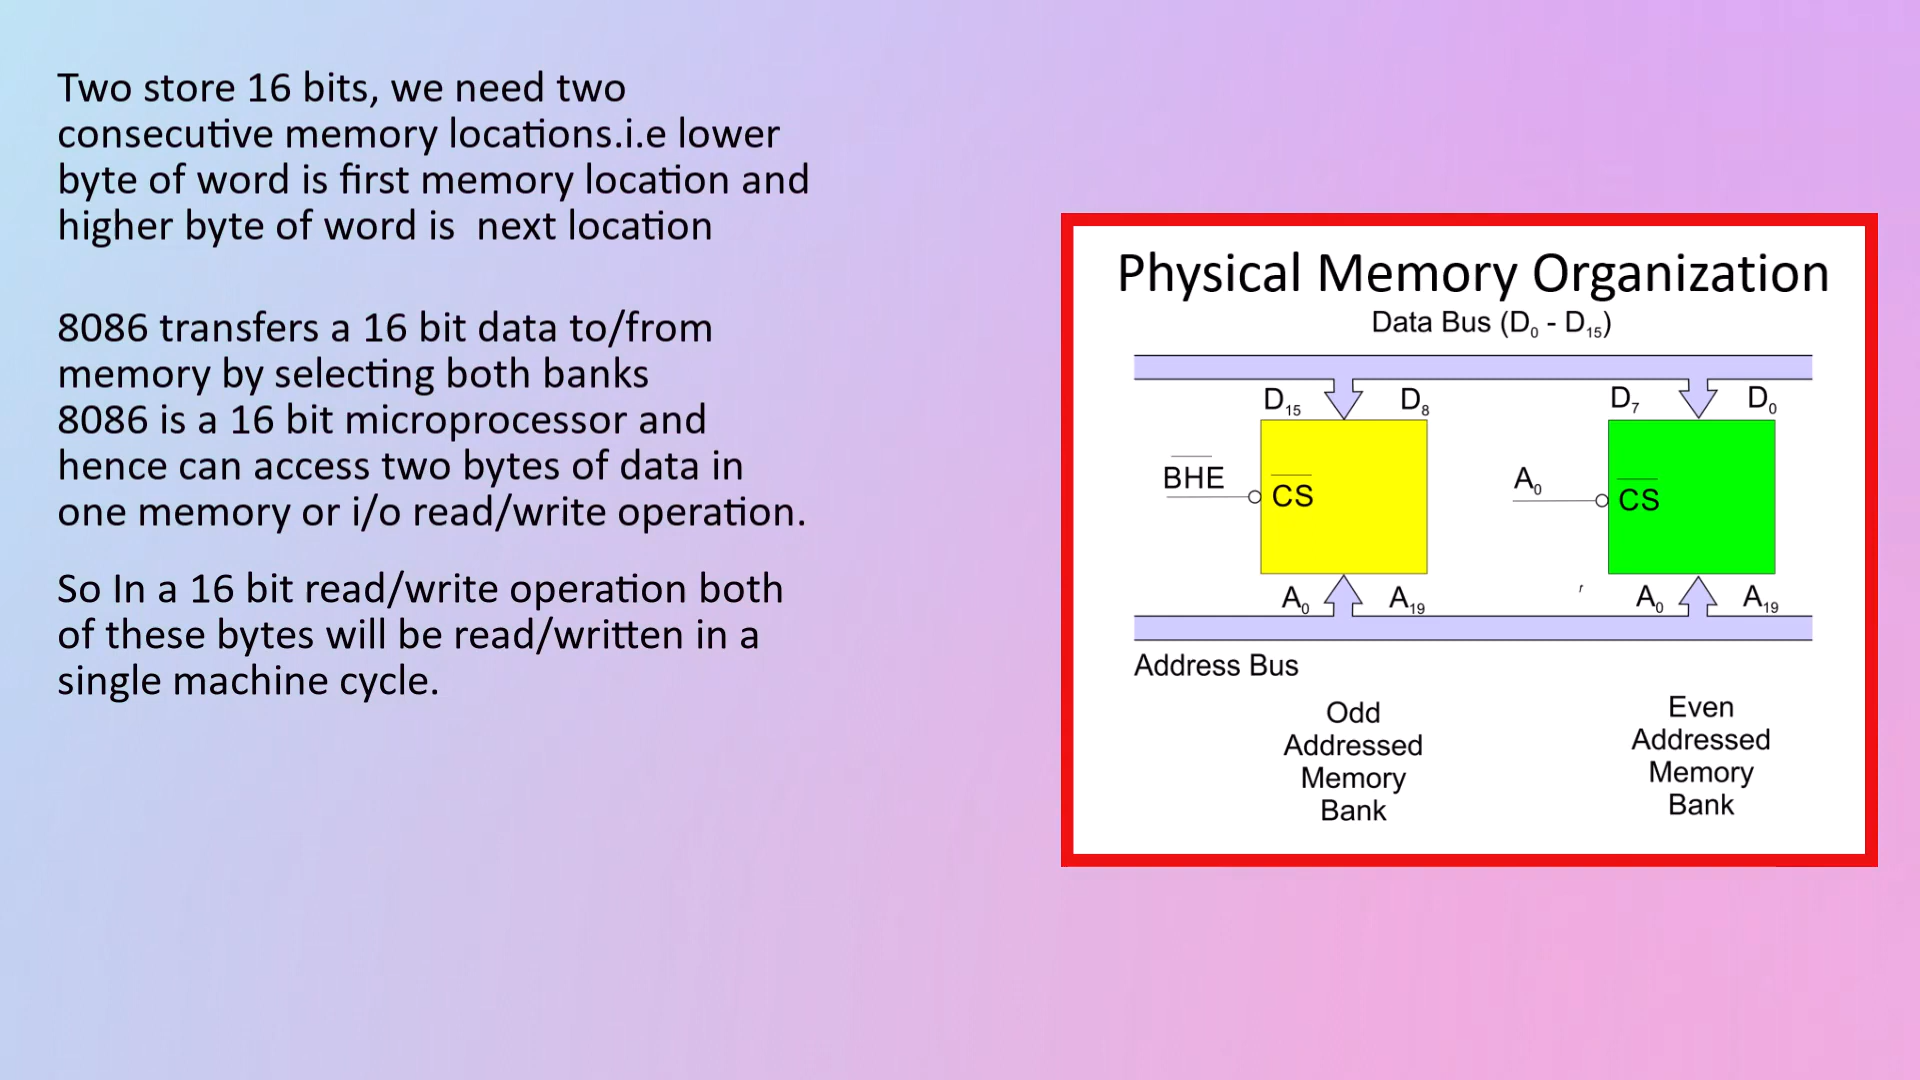 Two store 16 bits, we need two
consecutive memory locations.i.e lower
byte of word is first memory location and
higher byte of word is  next location
8086 transfers a 16 bit data to/from
memory by selecting both banks
8086 is a 16 bit microprocessor and
hence can access two bytes of data in
one memory or i/o read/write operation.
So In a 16 bit read/write operation both
of these bytes will be read/written in a
single machine cycle.
Physical Memory Organization
Data Bus (D₀ - D₁₅)
D₁₅ D₈ D₇ D₀
B̅H̅E̅ C̅S̅ A₀ C̅S̅
A₀ A₁₉ r A₀ A₁₉
Address Bus
Odd
Addressed
Memory
Bank
Even
Addressed
Memory
Bank